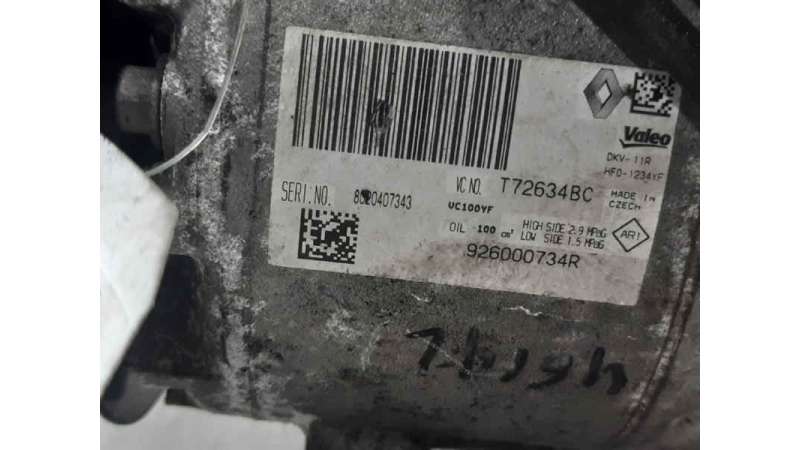 Valeo
DKV-11R
HFO-1234YF
VC NO. T72634BC
MADE IN
CZECH
SERI.NO.
VC100YF
OIL 100 cm³
HIGH SIDE 2.9 MPaG
LOW SIDE 1.5 MPaG
AR1
926000734R